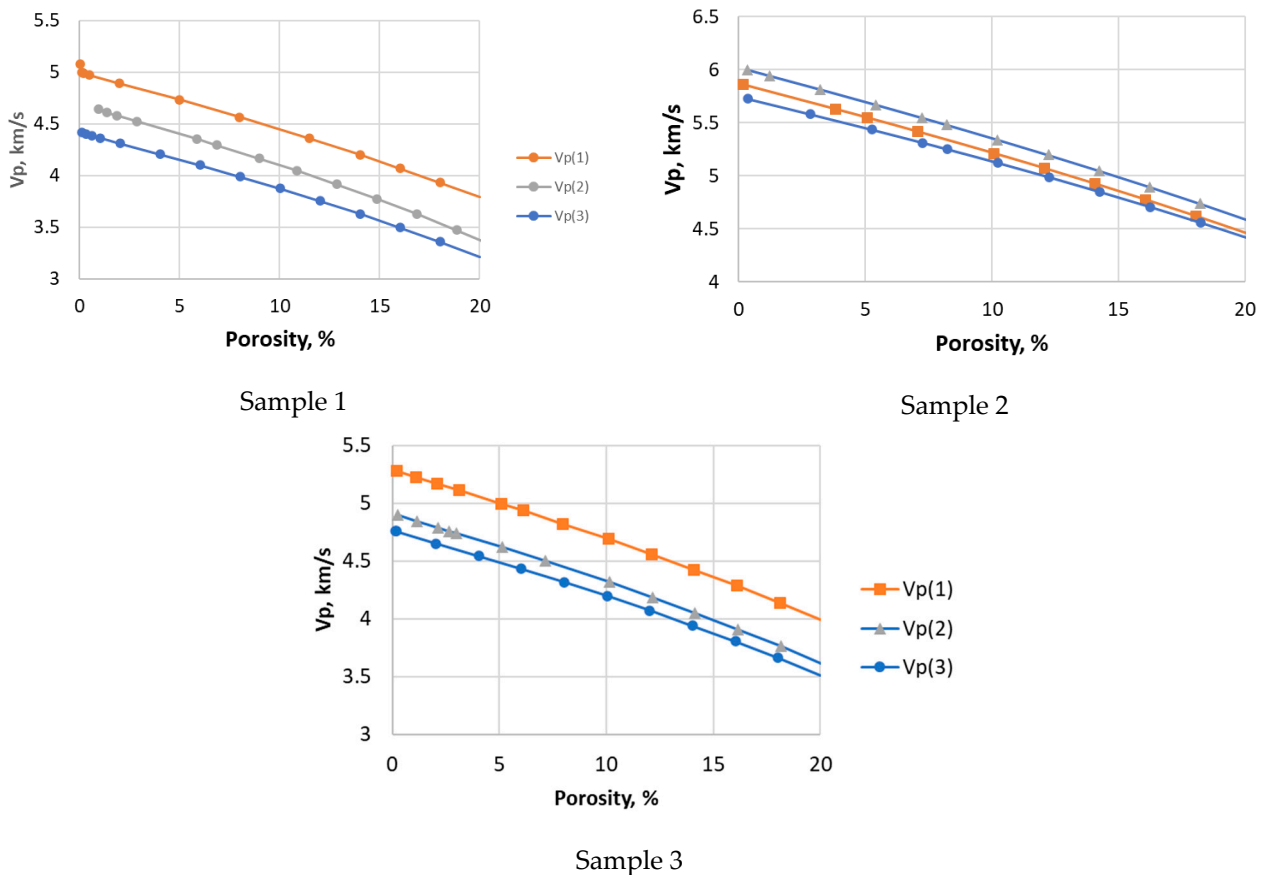 5.5
5
4.5
4
3.5
3
Vp, km/s
0 5 10 15 20
Porosity, %
Vp(1)
Vp(2)
Vp(3)
Sample 1
6.5
6
5.5
5
4.5
4
Vp, km/s
0 5 10 15 20
Porosity, %
Sample 2
5.5
5
4.5
4
3.5
3
Vp, km/s
0 5 10 15 20
Porosity, %
Vp(1)
Vp(2)
Vp(3)
Sample 3